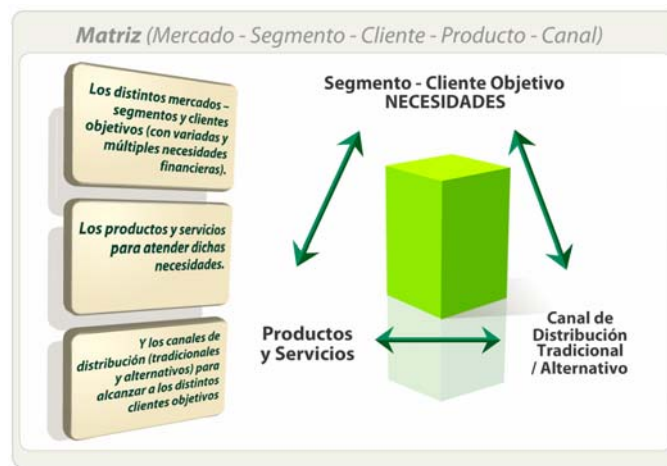 Matriz (Mercado - Segmento - Cliente - Producto - Canal)
Los distintos mercados –
segmentos y clientes
objetivos (con variadas y
múltiples necesidades
financieras).
Los productos y servicios
para atender dichas
necesidades.
Y los canales de
distribución (tradicionales
y alternativos) para
alcanzar a los distintos
clientes objetivos
Segmento - Cliente Objetivo
NECESIDADES
Productos
y Servicios
Canal de
Distribución
Tradicional
/ Alternativo